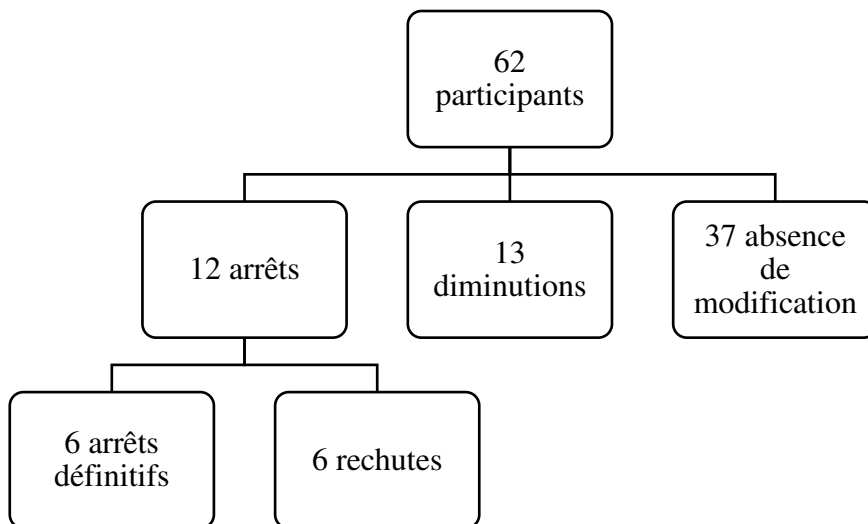 62
participants
12 arrêts
13
diminutions
37 absence
de
modification
6 arrêts
définitifs
6 rechutes